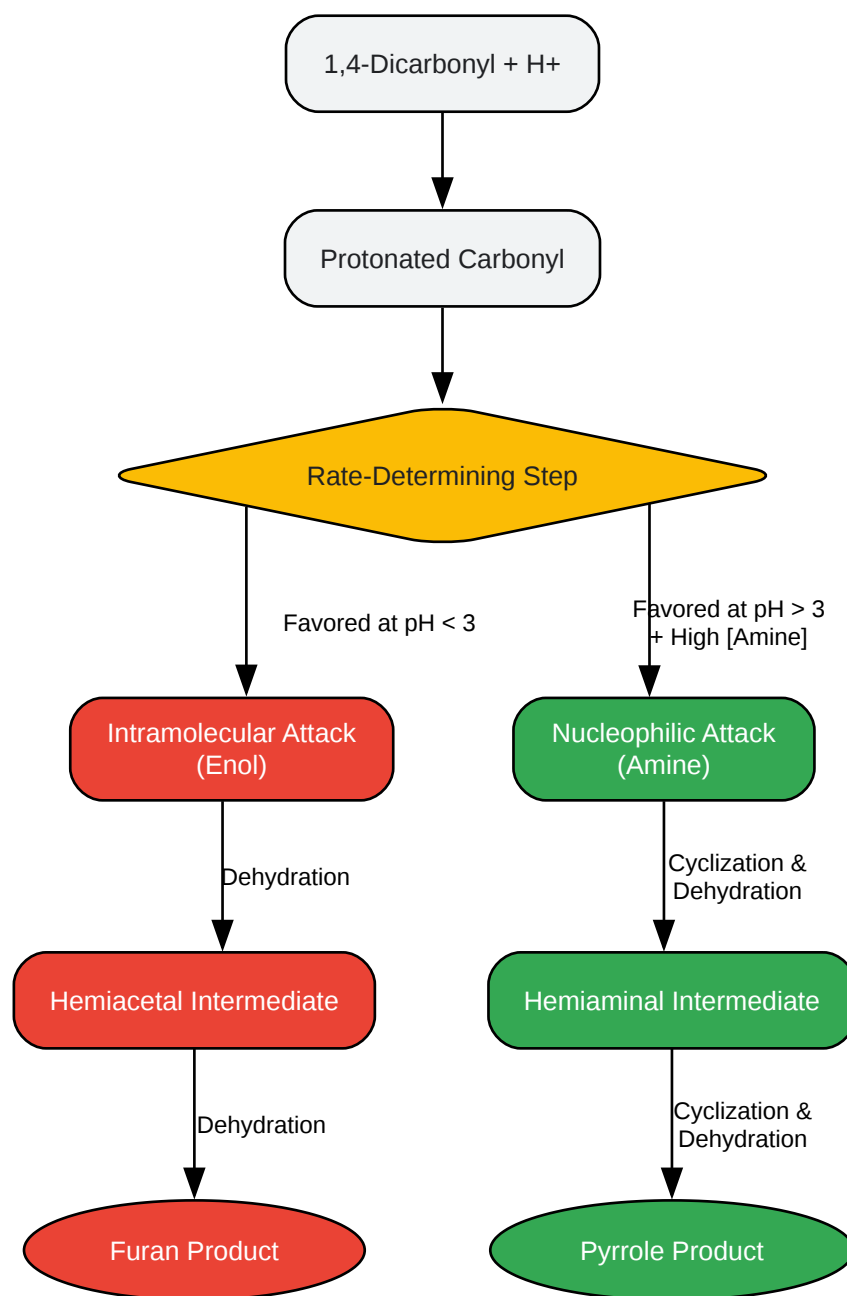 1,4-Dicarbonyl + H+
Protonated Carbonyl
Rate-Determining Step
Favored at pH < 3
Favored at pH > 3
+ High [Amine]
Intramolecular Attack
(Enol)
Nucleophilic Attack
(Amine)
Dehydration
Cyclization &
Dehydration
Hemiacetal Intermediate
Hemiaminal Intermediate
Dehydration
Cyclization &
Dehydration
Furan Product
Pyrrole Product